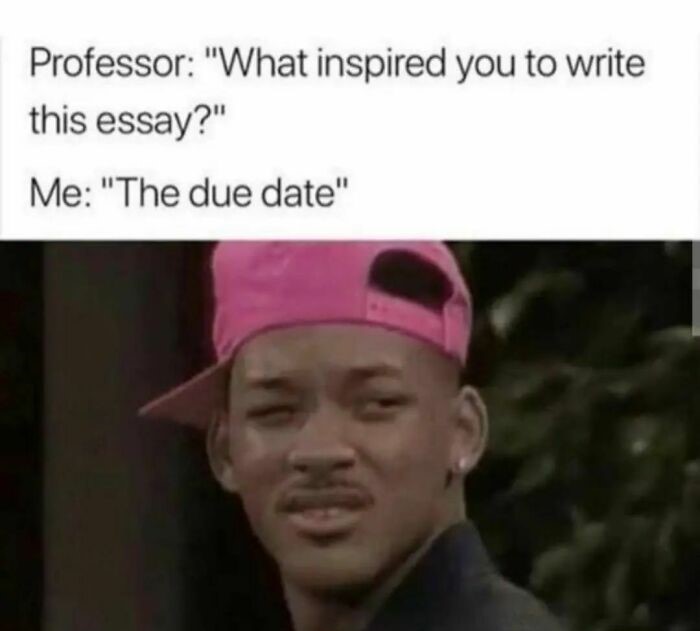 Professor: "What inspired you to write
this essay?"
Me: "The due date"